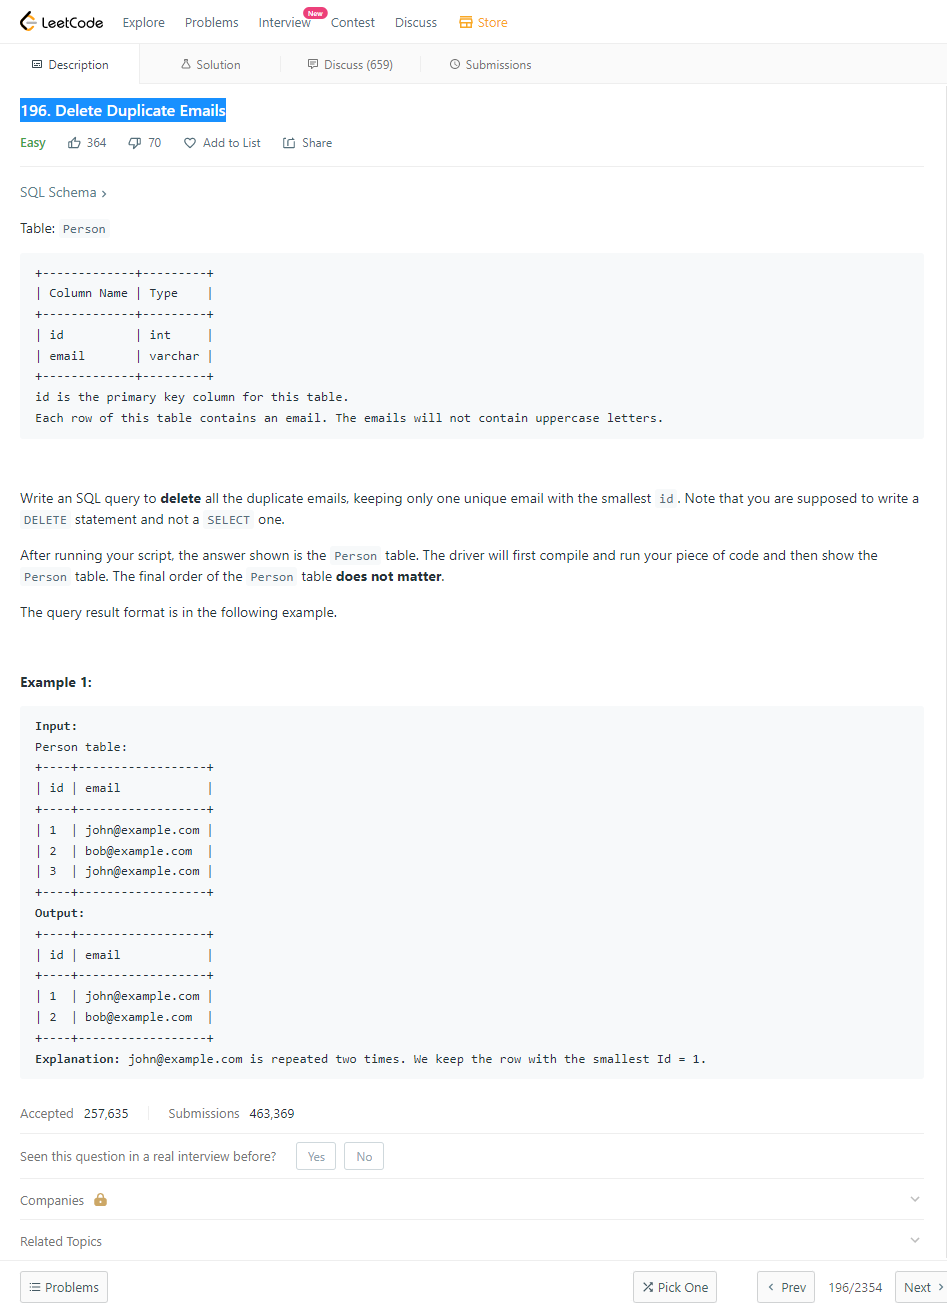 LeetCode Explore Problems Interview New Contest Discuss Store
Description Solution Discuss (659) Submissions
196. Delete Duplicate Emails
Easy 364 70 Add to List Share
SQL Schema ›
Table: Person
+-------------+---------+
| Column Name | Type    |
+-------------+---------+
| id          | int     |
| email       | varchar |
+-------------+---------+
id is the primary key column for this table.
Each row of this table contains an email. The emails will not contain uppercase letters.
Write an SQL query to delete all the duplicate emails, keeping only one unique email with the smallest id. Note that you are supposed to write a
DELETE statement and not a SELECT one.
After running your script, the answer shown is the Person table. The driver will first compile and run your piece of code and then show the
Person table. The final order of the Person table does not matter.
The query result format is in the following example.
Example 1:
Input:
Person table:
+----+------------------+
| id | email            |
+----+------------------+
| 1  | john@example.com |
| 2  | bob@example.com  |
| 3  | john@example.com |
+----+------------------+
Output:
+----+------------------+
| id | email            |
+----+------------------+
| 1  | john@example.com |
| 2  | bob@example.com  |
+----+------------------+
Explanation: john@example.com is repeated two times. We keep the row with the smallest Id = 1.
Accepted 257,635 Submissions 463,369
Seen this question in a real interview before? Yes No
Companies
Related Topics
Problems Pick One ‹ Prev 196/2354 Next ›